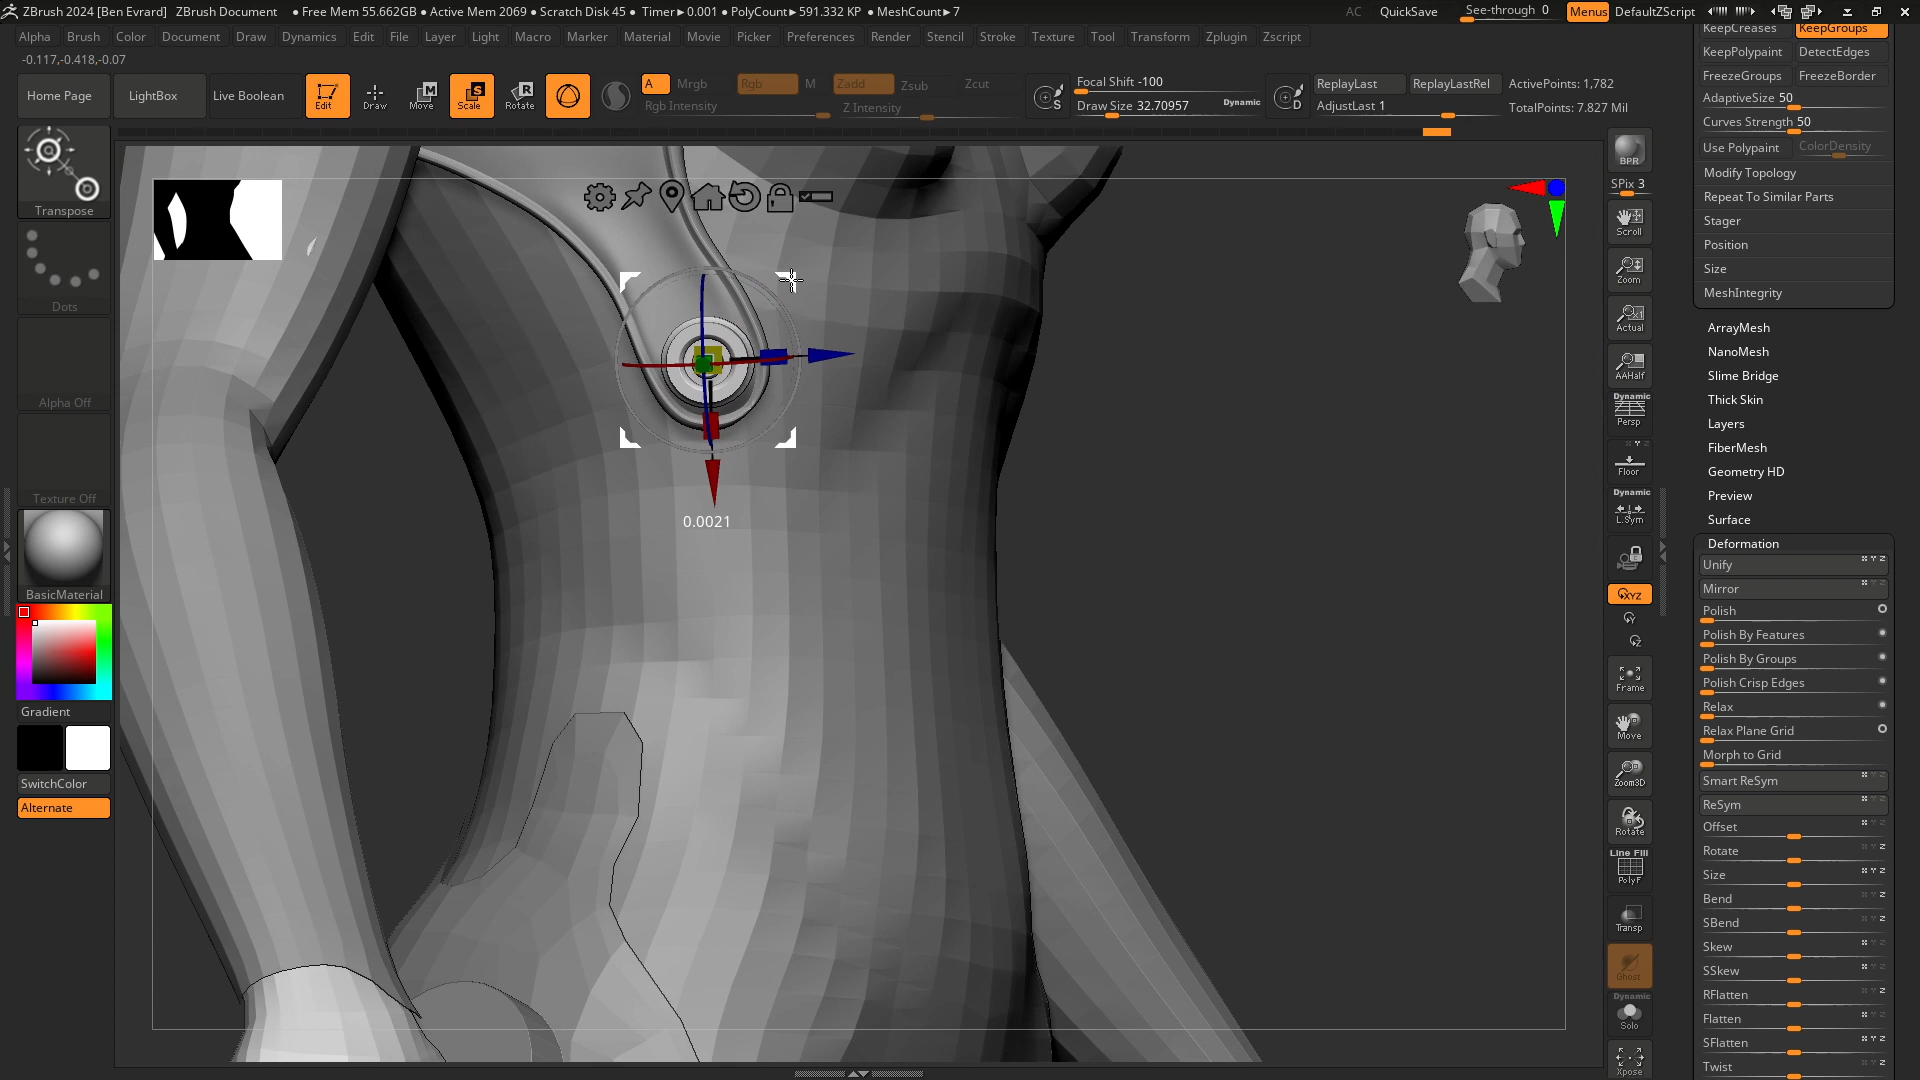 ZBrush 2024 [Ben Evrard] ZBrush Document ● Free Mem 55.662GB ● Active Mem 2069 ● Scratch Disk 45 ● Timer►0.001 ● PolyCount►591.332 KP ● MeshCount►7 AC QuickSave See-through 0 Menus DefaultZScript
Alpha Brush Color Document Draw Dynamics Edit File Layer Light Macro Marker Material Movie Picker Preferences Render Stencil Stroke Texture Tool Transform Zplugin Zscript
-0.117,-0.418,-0.07
Home Page LightBox Live Boolean Edit Draw Move Scale Rotate
A Mrgb Rgb M Zadd Zsub Zcut
Rgb Intensity Z Intensity
S
Focal Shift -100
Draw Size 32.70957 Dynamic
D
ReplayLast ReplayLastRel ActivePoints: 1,782
AdjustLast 1 TotalPoints: 7.827 Mil
Transpose
Dots
Alpha Off
Texture Off
BasicMaterial
Gradient
SwitchColor
Alternate
0.0021
BPR
SPix 3
Scroll
Zoom
Actual
AAHalf
Dynamic
Persp
Floor
Dynamic
L.Sym
XYZ
Y
Z
Frame
Move
Zoom3D
Rotate
Line Fill
PolyF
Transp
Ghost
Dynamic
Solo
Xpose
KeepCreases KeepGroups
KeepPolypaint DetectEdges
FreezeGroups FreezeBorder
AdaptiveSize 50
Curves Strength 50
Use Polypaint ColorDensity
Modify Topology
Repeat To Similar Parts
Stager
Position
Size
MeshIntegrity
ArrayMesh
NanoMesh
Slime Bridge
Thick Skin
Layers
FiberMesh
Geometry HD
Preview
Surface
Deformation
Unify
Mirror
Polish
Polish By Features
Polish By Groups
Polish Crisp Edges
Relax
Relax Plane Grid
Morph to Grid
Smart ReSym
ReSym
Offset
Rotate
Size
Bend
SBend
Skew
SSkew
RFlatten
Flatten
SFlatten
Twist